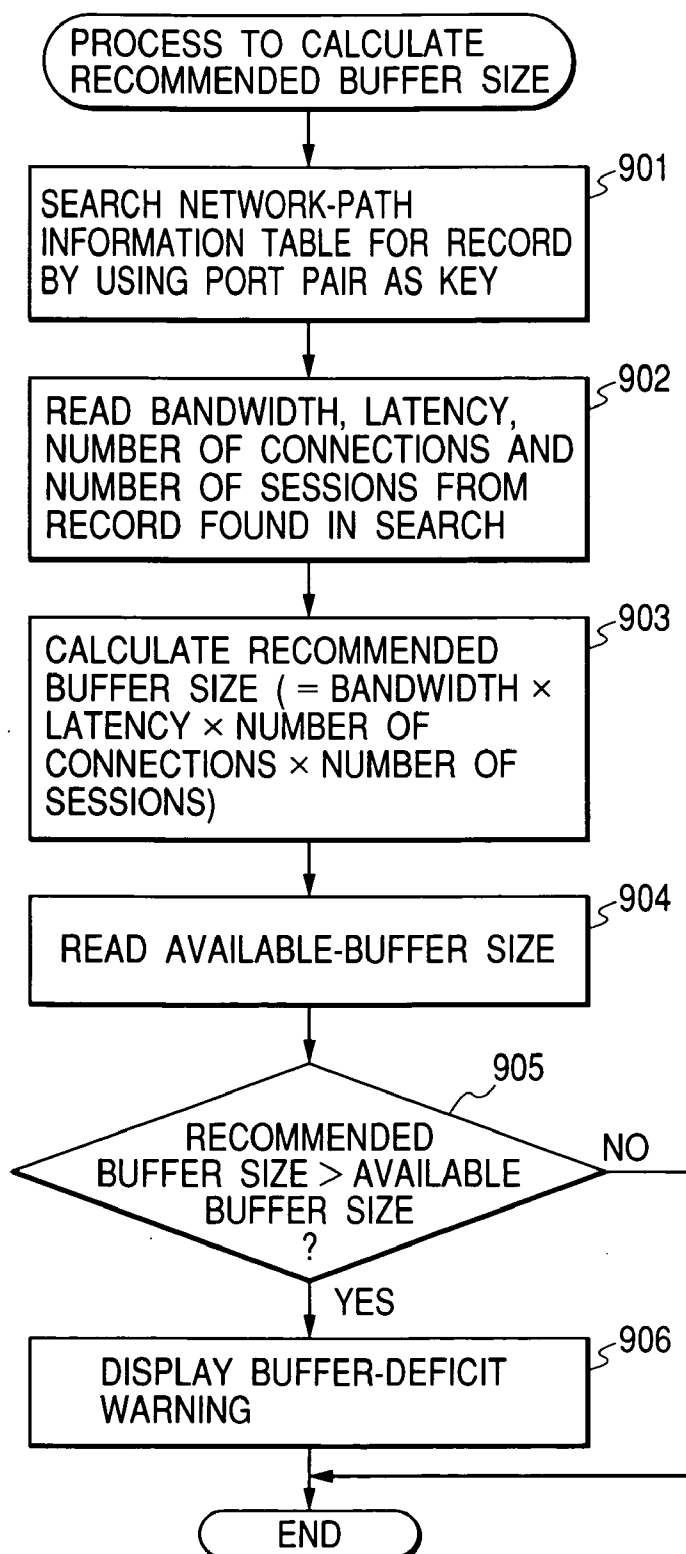 PROCESS TO CALCULATE
RECOMMENDED BUFFER SIZE
901
SEARCH NETWORK-PATH
INFORMATION TABLE FOR RECORD
BY USING PORT PAIR AS KEY
902
READ BANDWIDTH, LATENCY,
NUMBER OF CONNECTIONS AND
NUMBER OF SESSIONS FROM
RECORD FOUND IN SEARCH
903
CALCULATE RECOMMENDED
BUFFER SIZE (= BANDWIDTH ×
LATENCY × NUMBER OF
CONNECTIONS × NUMBER OF
SESSIONS)
904
READ AVAILABLE-BUFFER SIZE
905
RECOMMENDED
BUFFER SIZE > AVAILABLE
BUFFER SIZE
?
NO
YES
906
DISPLAY BUFFER-DEFICIT
WARNING
END